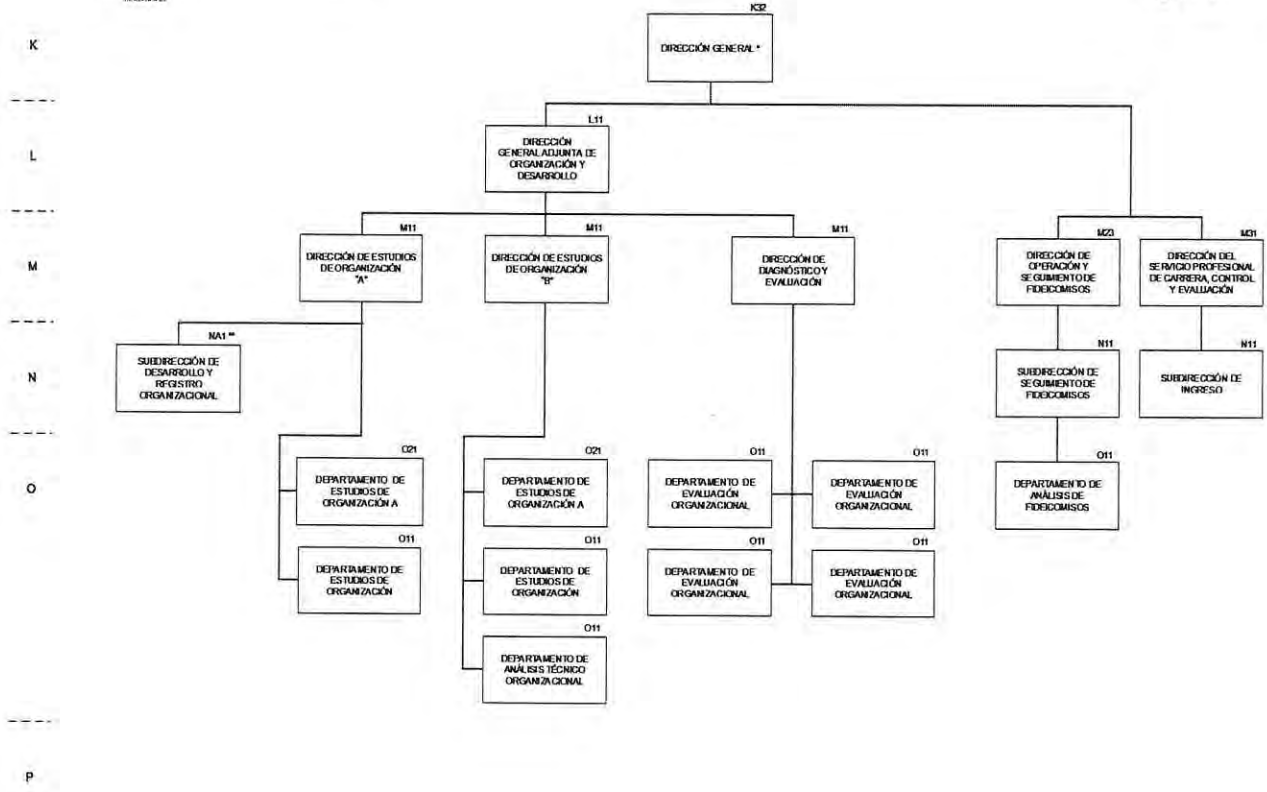 K32
K
DIRECCIÓN GENERAL *
L11
L
DIRECCIÓN
GENERAL ADJUNTA DE
ORGANIZACIÓN Y
DESARROLLO
M11
M11
M11
M23
M31
M
DIRECCIÓN DE ESTUDIOS
DE ORGANIZACIÓN
"A"
DIRECCIÓN DE ESTUDIOS
DE ORGANIZACIÓN
"B"
DIRECCIÓN DE
DIAGNÓSTICO Y
EVALUACIÓN
DIRECCIÓN DE
OPERACIÓN Y
SEGUIMIENTO DE
FIDEICOMISOS
DIRECCIÓN DEL
SERVICIO PROFESIONAL
DE CARRERA, CONTROL
Y EVALUACIÓN
NA1 **
N11
N11
N
SUBDIRECCIÓN DE
DESARROLLO Y
REGISTRO
ORGANIZACIONAL
SUBDIRECCIÓN DE
SEGUIMIENTO DE
FIDEICOMISOS
SUBDIRECCIÓN DE
INGRESO
O21
O21
O11
O11
O11
O
DEPARTAMENTO DE
ESTUDIOS DE
ORGANIZACIÓN A
DEPARTAMENTO DE
ESTUDIOS DE
ORGANIZACIÓN A
DEPARTAMENTO DE
EVALUACIÓN
ORGANIZACIONAL
DEPARTAMENTO DE
EVALUACIÓN
ORGANIZACIONAL
DEPARTAMENTO DE
ANÁLISIS DE
FIDEICOMISOS
O11
O11
O11
O11
DEPARTAMENTO DE
ESTUDIOS DE
ORGANIZACIÓN
DEPARTAMENTO DE
ESTUDIOS DE
ORGANIZACIÓN
DEPARTAMENTO DE
EVALUACIÓN
ORGANIZACIONAL
DEPARTAMENTO DE
EVALUACIÓN
ORGANIZACIONAL
O11
DEPARTAMENTO DE
ANÁLISIS TÉCNICO
ORGANIZACIONAL
P